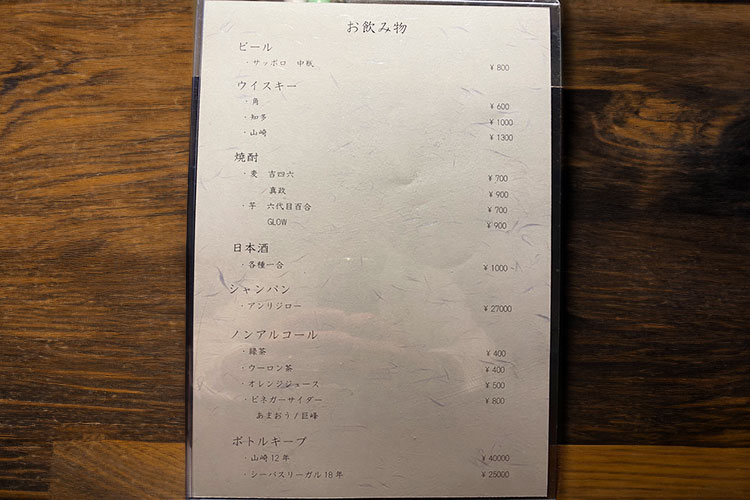 お飲み物
ビール
・サッポロ 中瓶 ¥800
ウイスキー
・角 ¥600
・知多 ¥1000
・山崎 ¥1300
焼酎
・麦 吉四六 ¥700
真政 ¥900
・芋 六代目百合 ¥700
GLOW ¥900
日本酒
・各種一合 ¥1000
シャンパン
・アンリジロー ¥27000
ノンアルコール
・緑茶 ¥400
・ウーロン茶 ¥400
・オレンジジュース ¥500
・ビネガーサイダー ¥800
あまおう/巨峰
ボトルキープ
・山崎12年 ¥40000
・シーバスリーガル18年 ¥25000